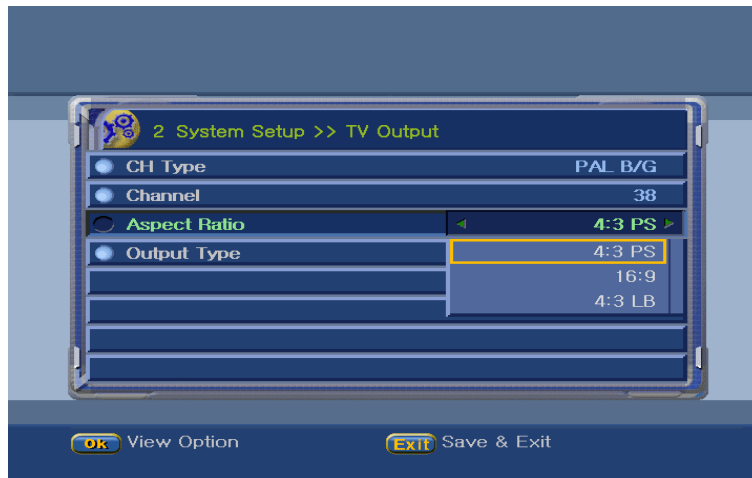 2 System Setup >> TV Output
CH Type PAL B/G
Channel 38
Aspect Ratio 4:3 PS
Output Type 4:3 PS
16:9
4:3 LB
OK View Option Exit Save & Exit